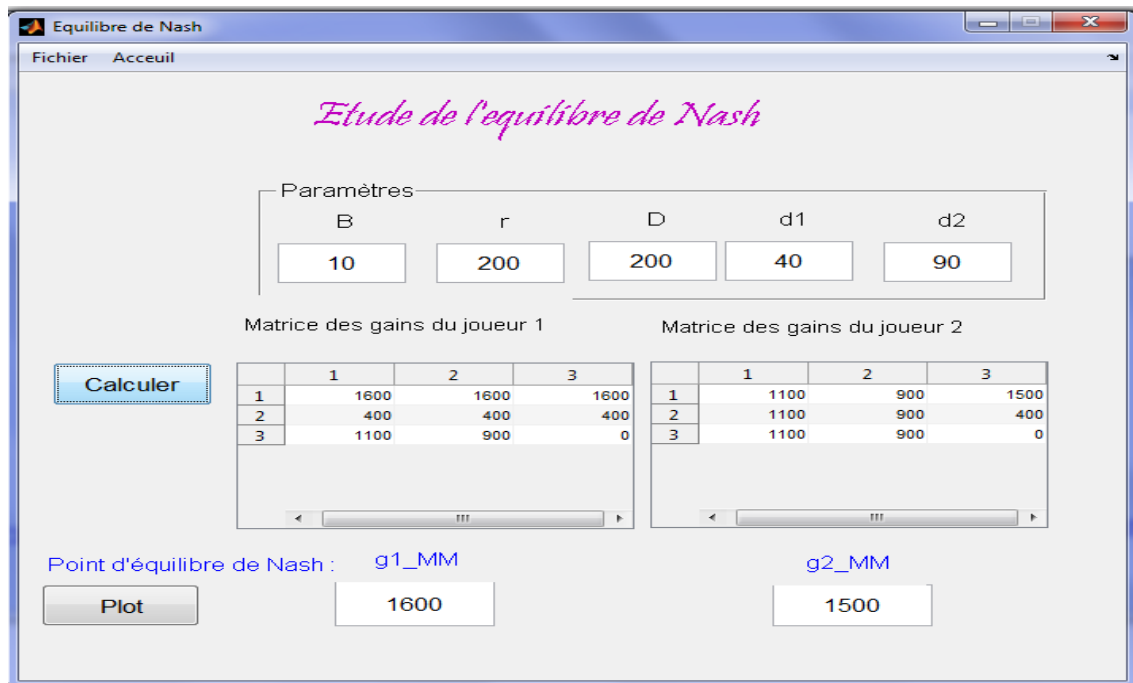 Equilibre de Nash
Fichier Acceuil
Etude de l'equilibre de Nash
Paramètres
B r D d1 d2
10 200 200 40 90
Matrice des gains du joueur 1 Matrice des gains du joueur 2
Calculer
1 2 3 1 2 3
1 1600 1600 1600 1 1100 900 1500
2 400 400 400 2 1100 900 400
3 1100 900 0 3 1100 900 0
Point d'équilibre de Nash : g1_MM g2_MM
Plot 1600 1500